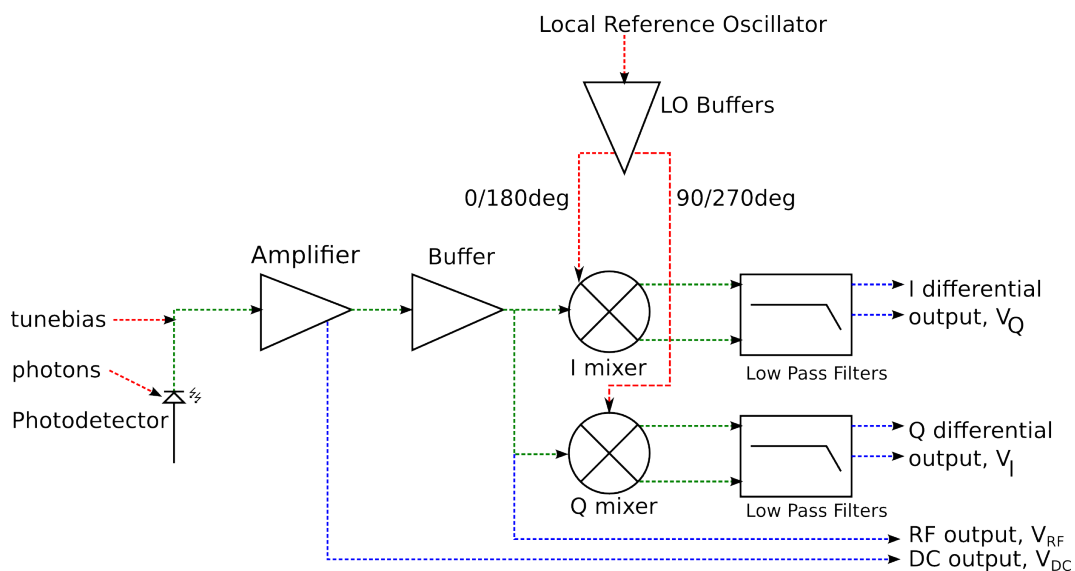 Local Reference Oscillator
LO Buffers
0/180deg
90/270deg
Amplifier
Buffer
tunebias
photons
Photodetector
I mixer
Low Pass Filters
I differential
output, VQ
Q mixer
Low Pass Filters
Q differential
output, VI
RF output, VRF
DC output, VDC